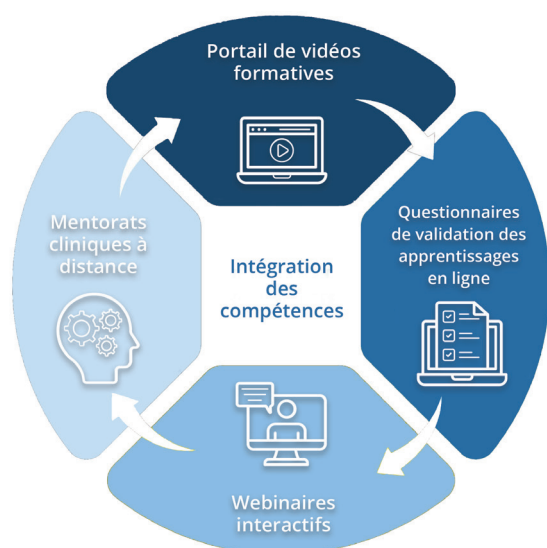 Portail de vidéos
formatives
Questionnaires
de validation des
apprentissages
en ligne
Webinaires
interactifs
Mentorats
cliniques à
distance
Intégration
des
compétences